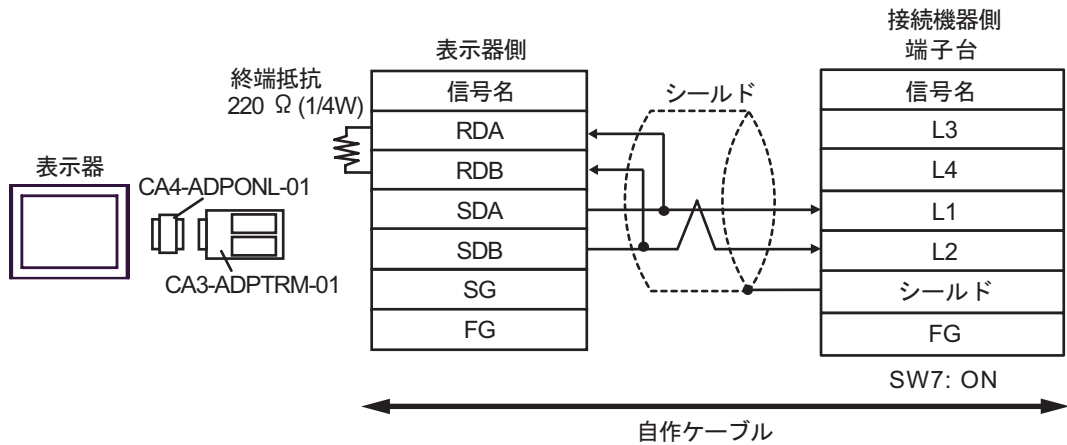 接続機器側
端子台
表示器側
終端抵抗
220 Ω (1/4W)
シールド
表示器
CA4-ADPONL-01
CA3-ADPTRM-01
信号名
RDA
RDB
SDA
SDB
SG
FG
信号名
L3
L4
L1
L2
シールド
FG
SW7: ON
自作ケーブル